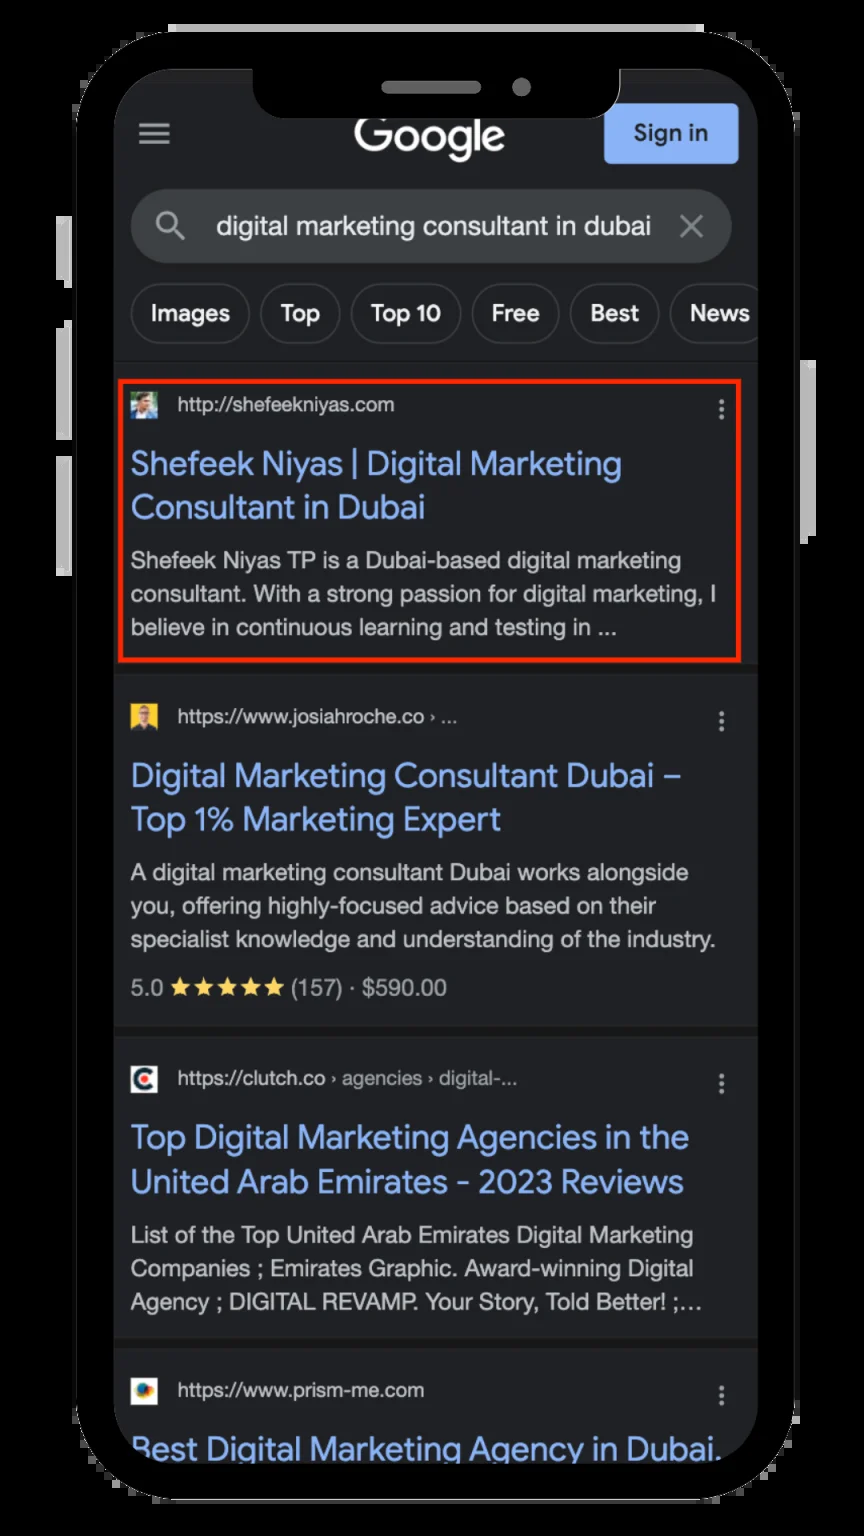 Google
Sign in
digital marketing consultant in dubai
Images
Top
Top 10
Free
Best
News
http://shefeekniyas.com
Shefeek Niyas | Digital Marketing
Consultant in Dubai
Shefeek Niyas TP is a Dubai-based digital marketing
consultant. With a strong passion for digital marketing, I
believe in continuous learning and testing in ...
https://www.josiahroche.co › ...
Digital Marketing Consultant Dubai –
Top 1% Marketing Expert
A digital marketing consultant Dubai works alongside
you, offering highly-focused advice based on their
specialist knowledge and understanding of the industry.
5.0 ★★★★★ (157) · $590.00
https://clutch.co › agencies › digital-...
Top Digital Marketing Agencies in the
United Arab Emirates - 2023 Reviews
List of the Top United Arab Emirates Digital Marketing
Companies ; Emirates Graphic. Award-winning Digital
Agency ; DIGITAL REVAMP. Your Story, Told Better! ;...
https://www.prism-me.com
Best Digital Marketing Agency in Dubai.